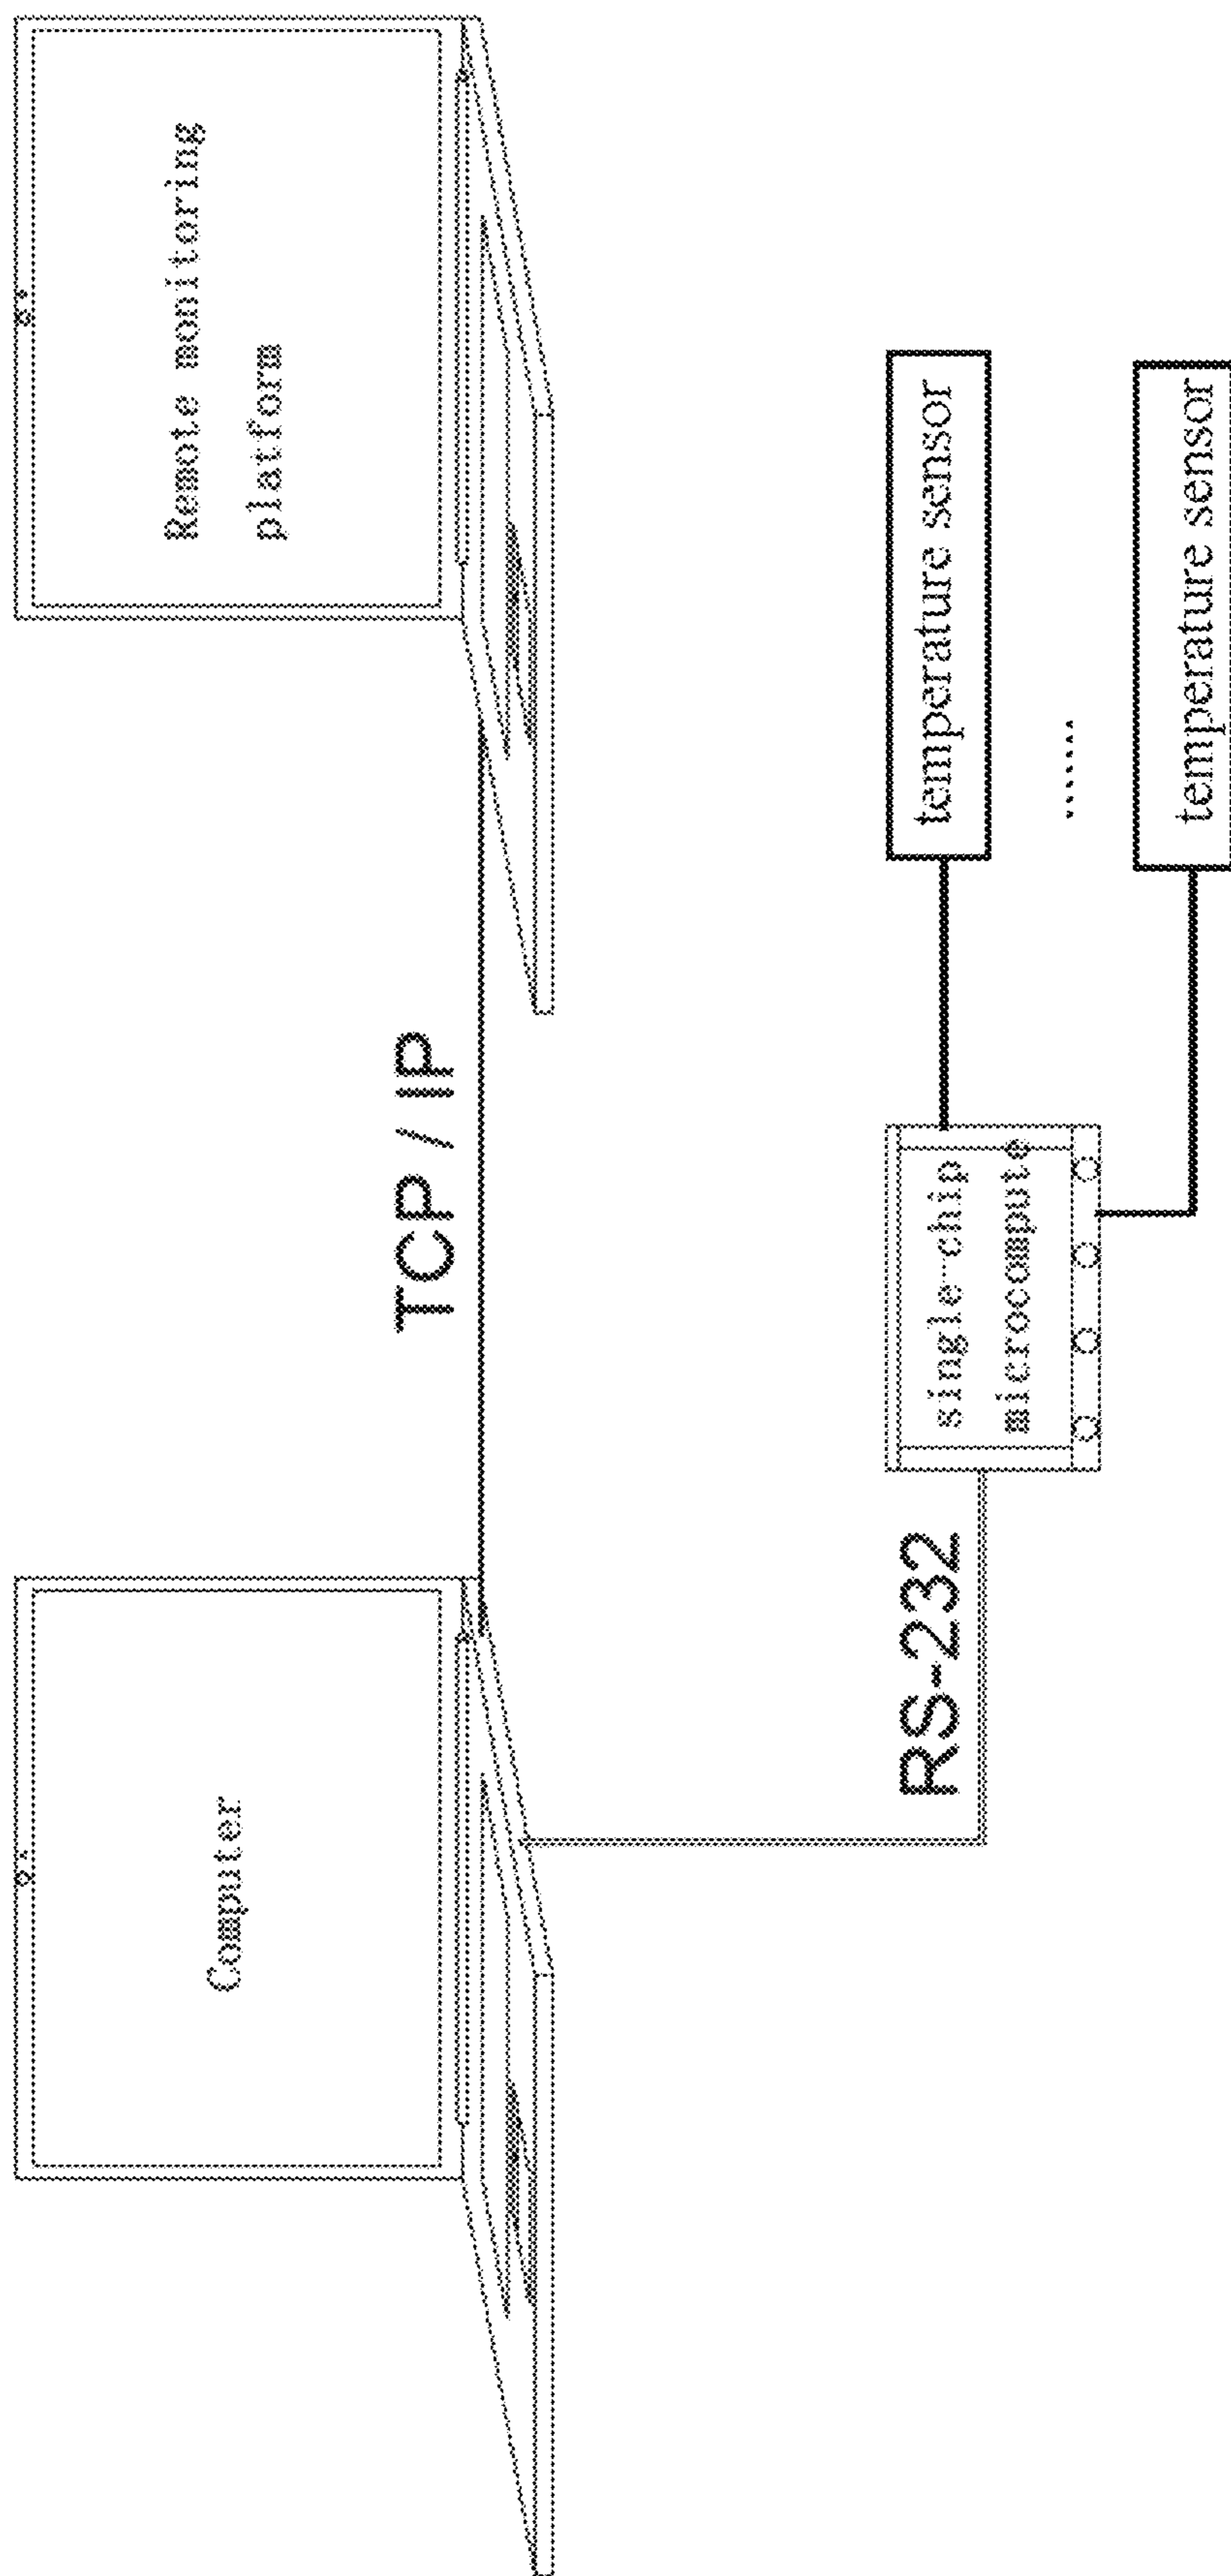 Computer
TCP / IP
Remote monitoring
platform
RS-232
single-chip
microcompute
temperature sensor
......
temperature sensor